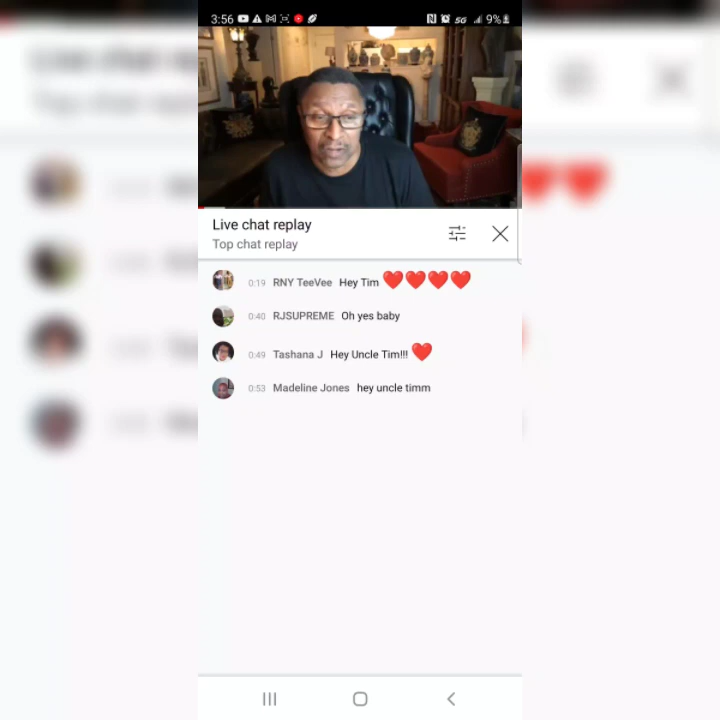 3:56 5G 9%
Live chat replay
Top chat replay
0:19 RNY TeeVee Hey Tim ❤️❤️❤️❤️
0:40 RJSUPREME Oh yes baby
0:49 Tashana J Hey Uncle Tim!!! ❤️
0:53 Madeline Jones hey uncle timm